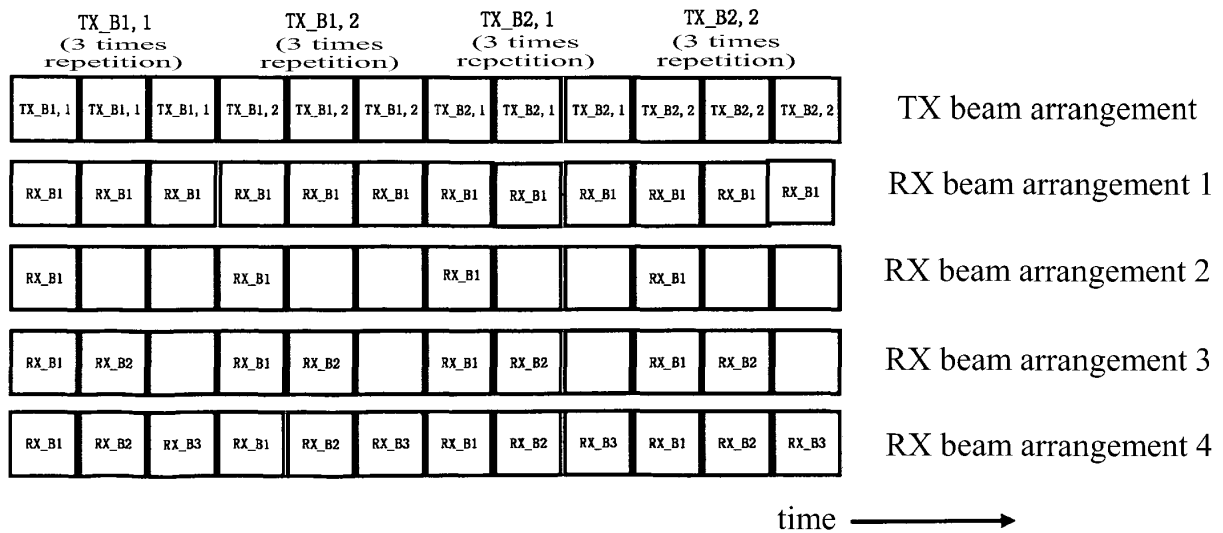 TX_B1, 1 TX_B1, 2 TX_B2, 1 TX_B2, 2
(3 times (3 times (3 times (3 times
repetition) repetition) repetition) repetition)
TX_B1, 1 TX_B1, 1 TX_B1, 1 TX_B1, 2 TX_B1, 2 TX_B1, 2 TX_B2, 1 TX_B2, 1 TX_B2, 1 TX_B2, 2 TX_B2, 2 TX_B2, 2 TX beam arrangement
RX_B1 RX_B1 RX_B1 RX_B1 RX_B1 RX_B1 RX_B1 RX_B1 RX_B1 RX_B1 RX_B1 RX_B1 RX beam arrangement 1
RX_B1 RX_B1 RX_B1 RX_B1 RX beam arrangement 2
RX_B1 RX_B2 RX_B1 RX_B2 RX_B1 RX_B2 RX_B1 RX_B2 RX beam arrangement 3
RX_B1 RX_B2 RX_B3 RX_B1 RX_B2 RX_B3 RX_B1 RX_B2 RX_B3 RX_B1 RX_B2 RX_B3 RX beam arrangement 4
time